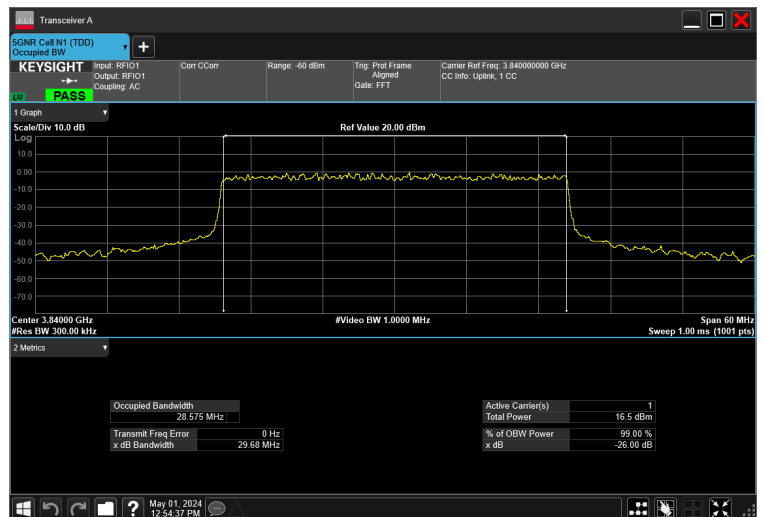 Transceiver A
5GNR Cell N1 (TDD)
Occupied BW
+
KEYSIGHT
LXI
PASS
Input: RFIO1
Output: RFIO1
Coupling: AC
Corr CCorr
Range: -60 dBm
Trig: Prot Frame
Aligned
Gate: FFT
Carrier Ref Freq: 3.840000000 GHz
CC Info: Uplink, 1 CC
1 Graph
Scale/Div 10.0 dB
Ref Value 20.00 dBm
Log
10.0
0.00
-10.0
-20.0
-30.0
-40.0
-50.0
-60.0
-70.0
Center 3.84000 GHz
#Video BW 1.0000 MHz
Span 60 MHz
#Res BW 300.00 kHz
Sweep 1.00 ms (1001 pts)
2 Metrics
Occupied Bandwidth
28.575 MHz
Transmit Freq Error 0 Hz
x dB Bandwidth 29.68 MHz
Active Carrier(s) 1
Total Power 16.5 dBm
% of OBW Power 99.00 %
x dB -26.00 dB
?
May 01, 2024
12:54:37 PM